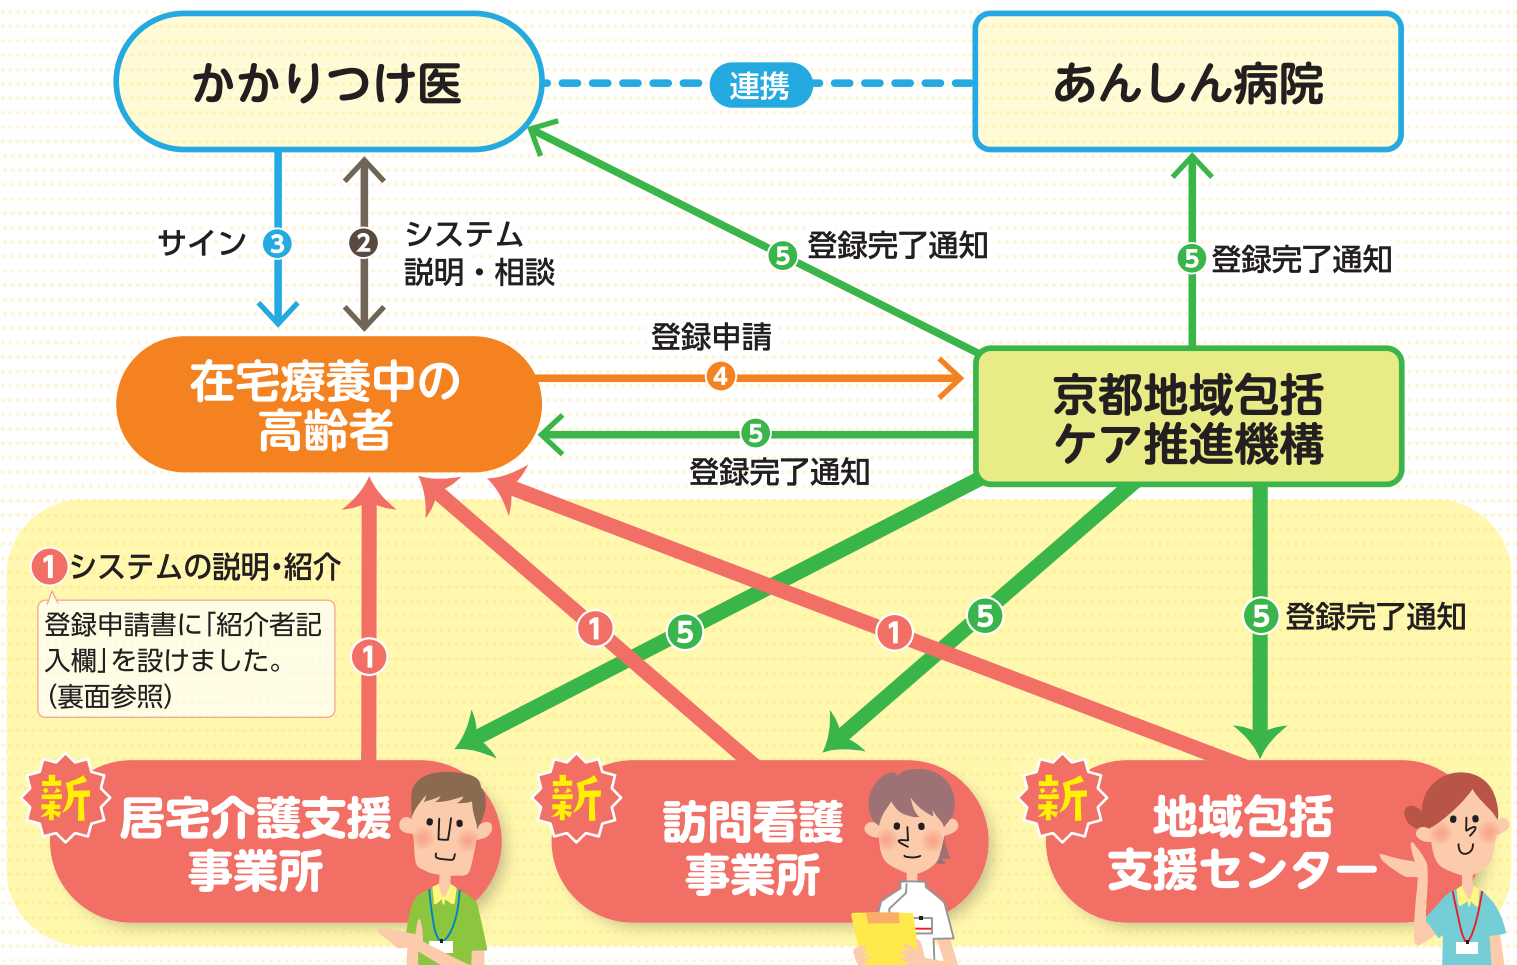 かかりつけ医
連携
あんしん病院
サイン
3
2
システム
説明・相談
5
登録完了通知
5
登録完了通知
登録申請
4
在宅療養中の
高齢者
京都地域包括
ケア推進機構
5
登録完了通知
1
システムの説明・紹介
登録申請書に「紹介者記
入欄」を設けました。
（裏面参照）
1
1
5
1
5
5
登録完了通知
新
居宅介護支援
事業所
新
訪問看護
事業所
新
地域包括
支援センター